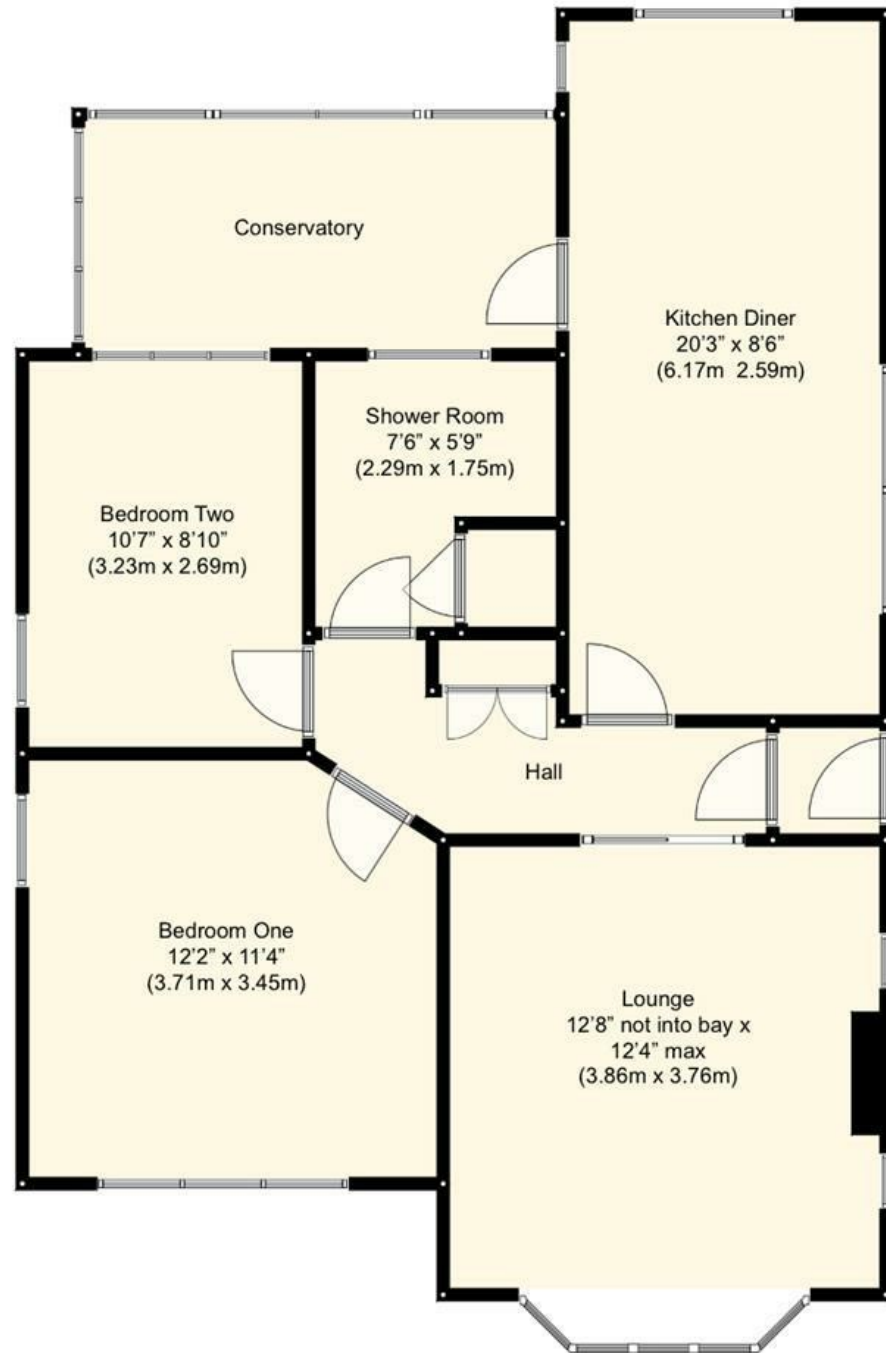 Conservatory
Kitchen Diner
20’3” x 8’6”
(6.17m 2.59m)
Shower Room
7’6” x 5’9”
(2.29m x 1.75m)
Bedroom Two
10’7” x 8’10”
(3.23m x 2.69m)
Hall
Bedroom One
12’2” x 11’4”
(3.71m x 3.45m)
Lounge
12’8” not into bay x
12’4” max
(3.86m x 3.76m)